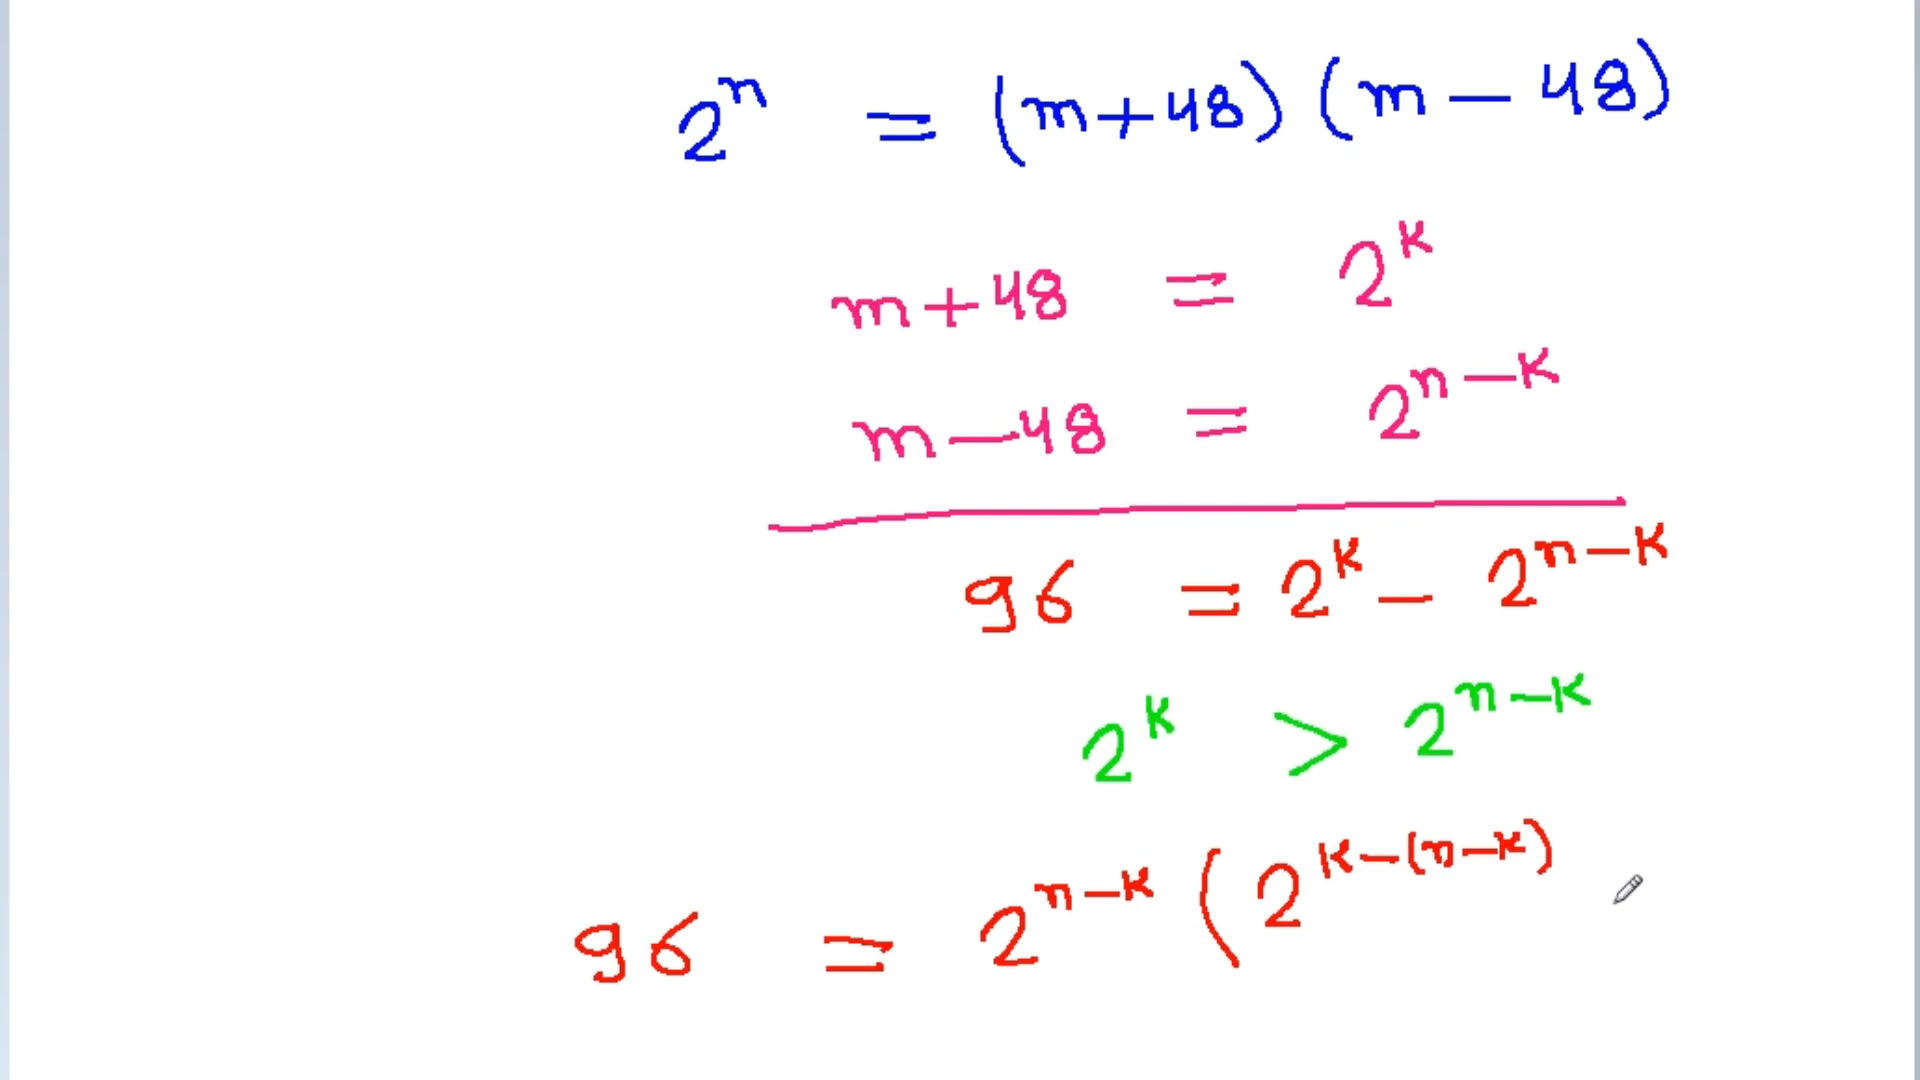 2^n = (m+48) (m – 48)
m+48 = 2^k
m–48 = 2^{n–k}
96 = 2^k – 2^{n–k}
2^k > 2^{n–k}
96 = 2^{n–k} ( 2^{k–(n–k)}